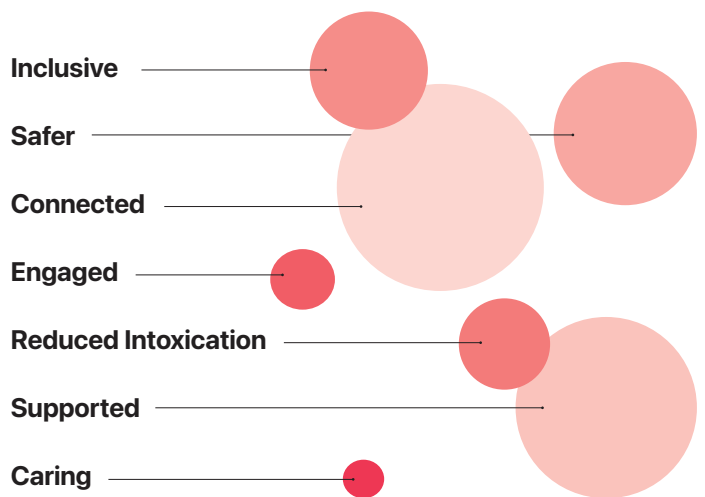 Inclusive
Safer
Connected
Engaged
Reduced Intoxication
Supported
Caring